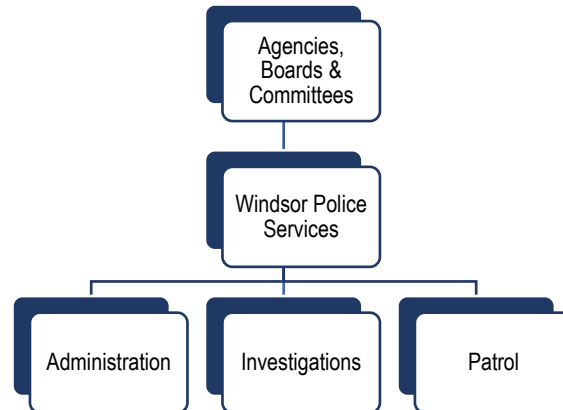 Agencies,
Boards &
Committees
Windsor Police
Services
Administration
Investigations
Patrol